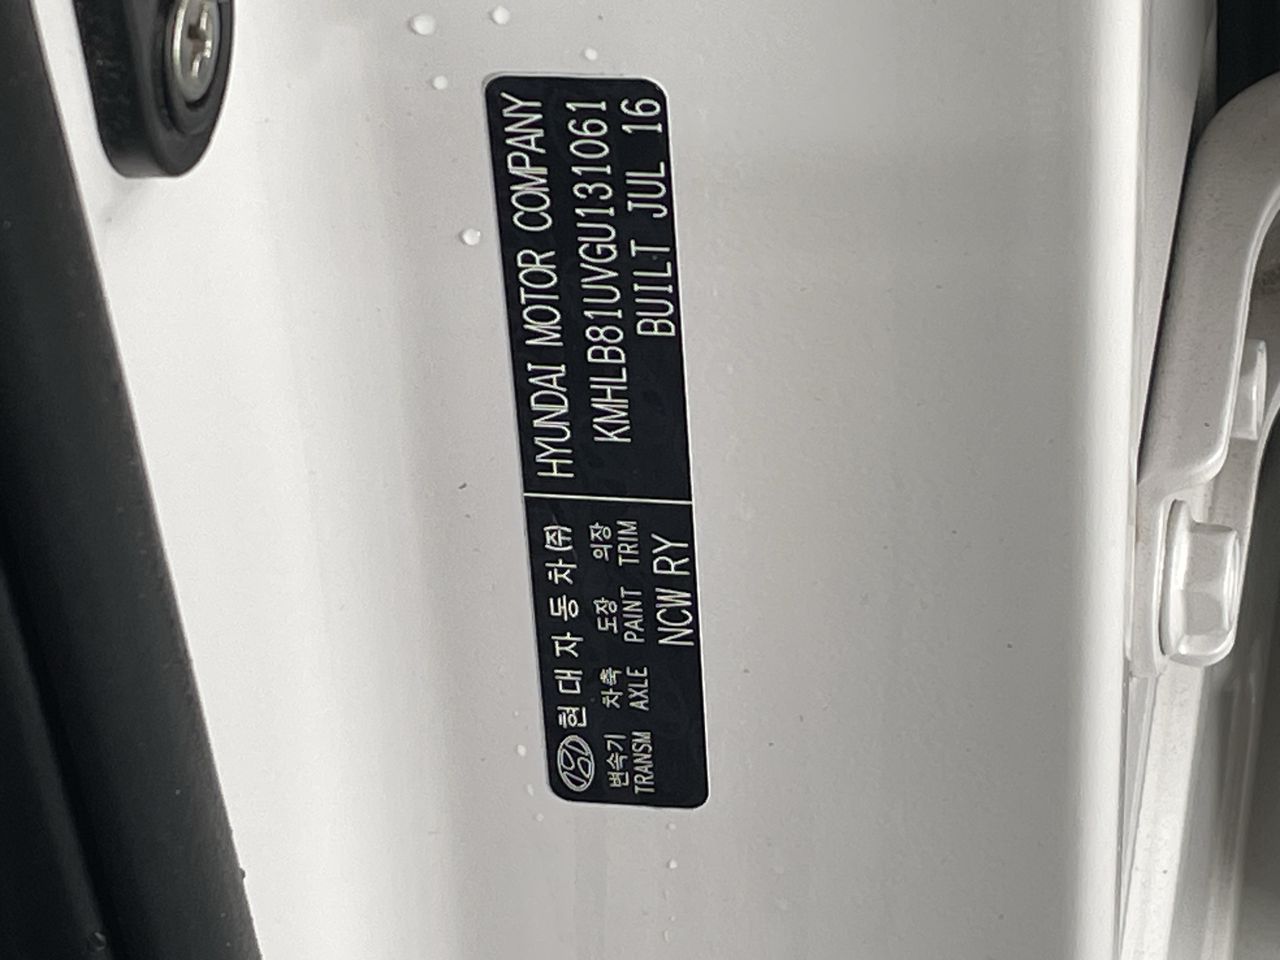 현대자동차(주)
변속기 차축 도장 의장
TRANSM AXLE PAINT TRIM
NCW RY
HYUNDAI MOTOR COMPANY
KMHLB81UVGU131061
BUILT JUL 16